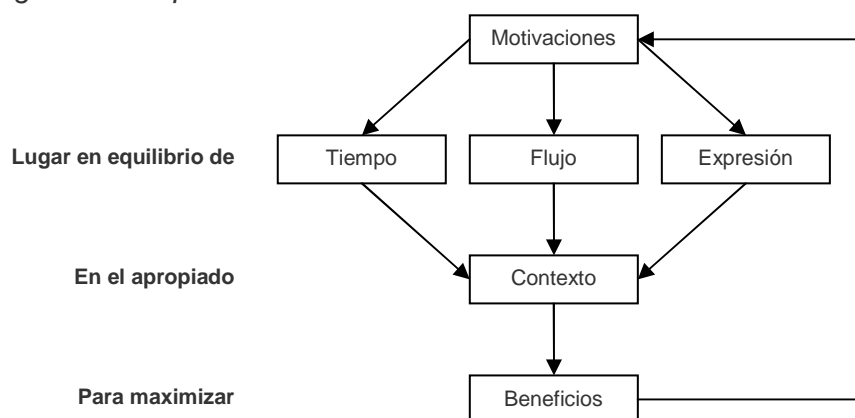 Motivaciones
Lugar en equilibrio de Tiempo Flujo Expresión
En el apropiado Contexto
Para maximizar Beneficios